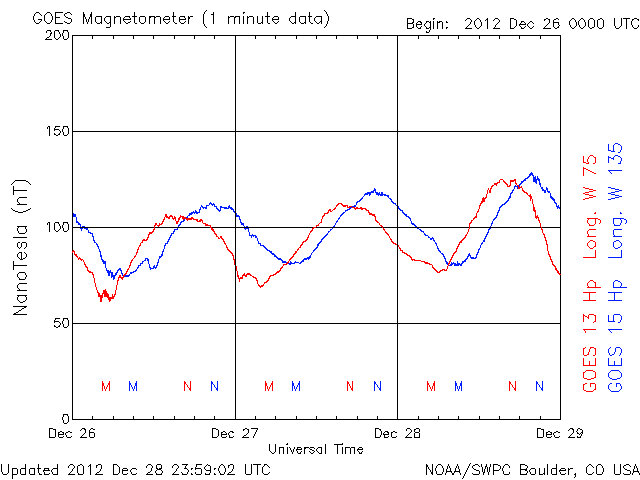 GOES Magnetometer (1 minute data)
Begin: 2012 Dec 26 0000 UTC
200
150
100
50
0
NanoTesla (nT)
M M N N M M N N M M N N
Dec 26 Dec 27 Dec 28 Dec 29
Universal Time
GOES 13 Hp Long. W 75
GOES 15 Hp Long. W 135
Updated 2012 Dec 28 23:59:02 UTC
NOAA/SWPC Boulder, CO USA